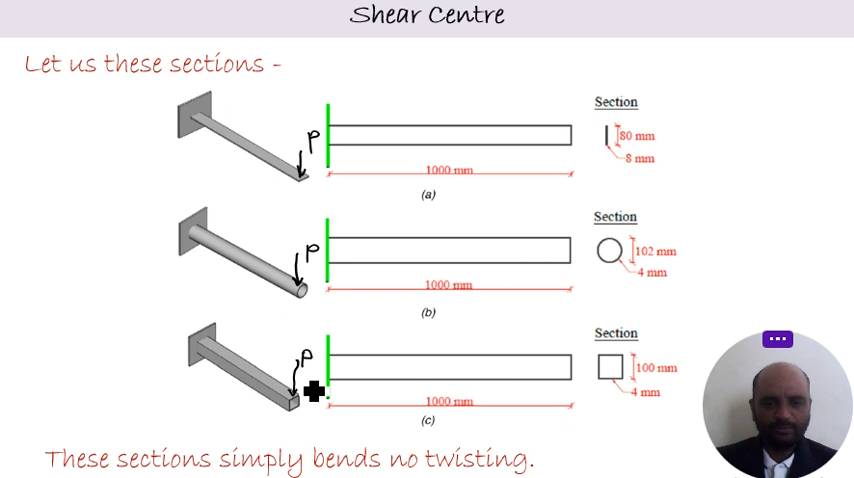 Shear Centre
Let us these sections -
P
Section
80 mm
8 mm
1000 mm
(a)
P
Section
102 mm
4 mm
1000 mm
(b)
P
Section
100 mm
4 mm
1000 mm
(c)
These sections simply bends no twisting.